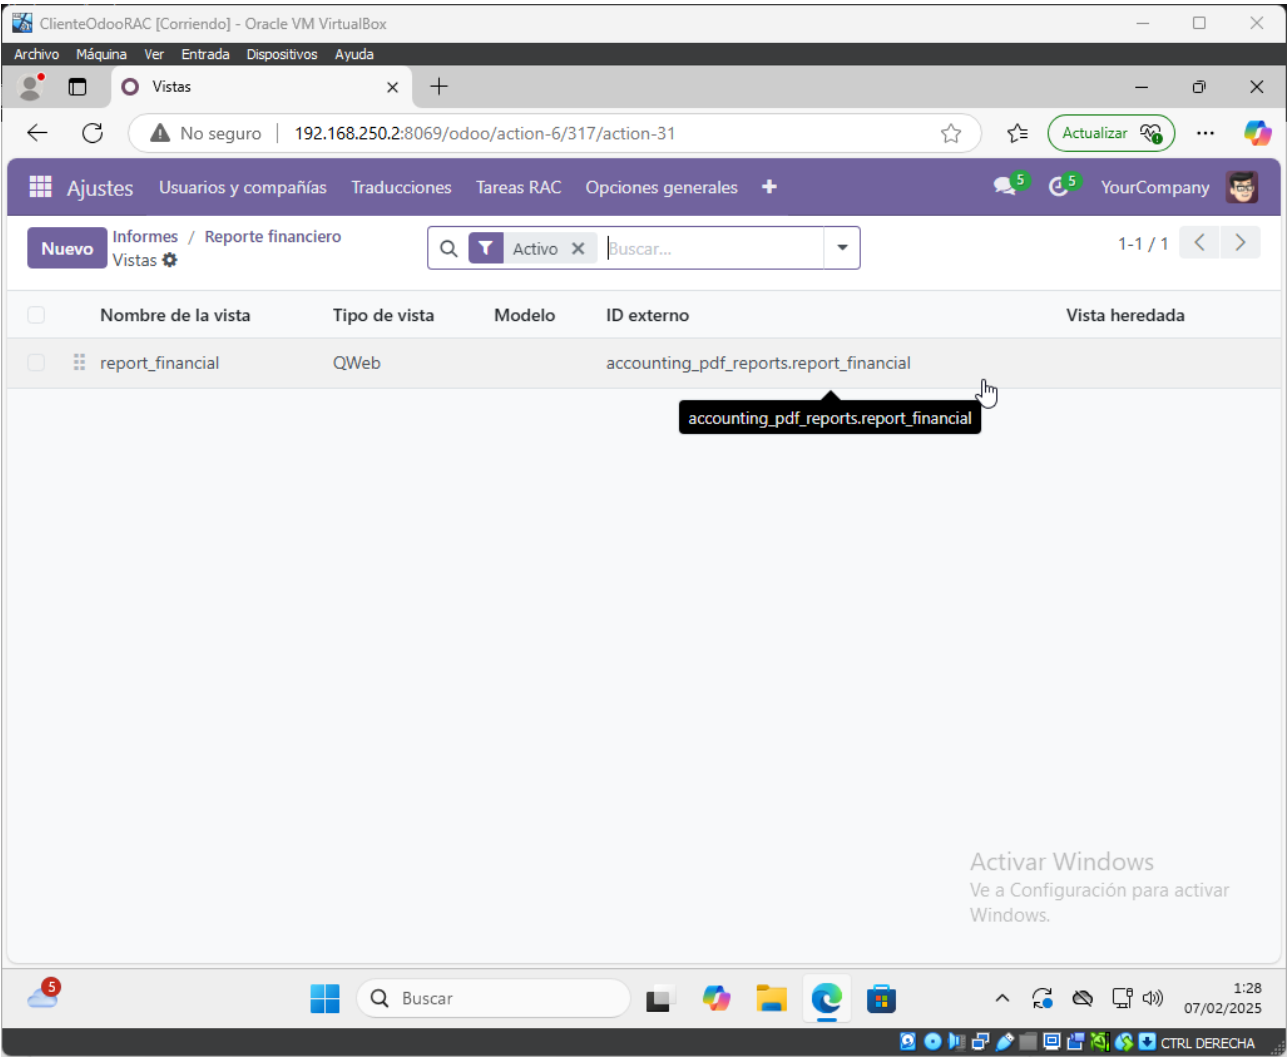 ClienteOdooRAC [Corriendo] - Oracle VM VirtualBox
Archivo Máquina Ver Entrada Dispositivos Ayuda
Vistas
No seguro 192.168.250.2:8069/odoo/action-6/317/action-31 Actualizar
Ajustes Usuarios y compañías Traducciones Tareas RAC Opciones generales 5 5 YourCompany
Nuevo Informes / Reporte financiero
Vistas
Activo Buscar... 1-1 / 1
Nombre de la vista Tipo de vista Modelo ID externo Vista heredada
report_financial QWeb accounting_pdf_reports.report_financial
accounting_pdf_reports.report_financial
Activar Windows
Ve a Configuración para activar
Windows.
5 Buscar 1:28
07/02/2025
CTRL DERECHA